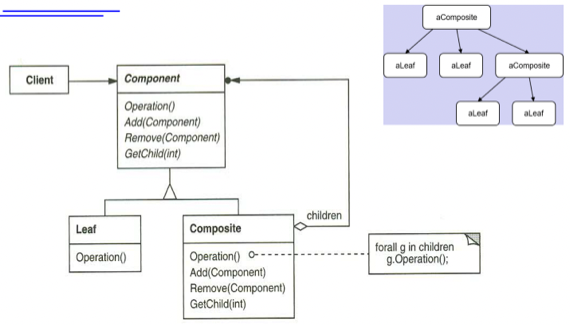 aComposite
aLeaf
aLeaf
aComposite
aLeaf
aLeaf
Client
Component
Operation()
Add(Component)
Remove(Component)
GetChild(int)
children
Leaf
Operation()
Composite
Operation()
Add(Component)
Remove(Component)
GetChild(int)
forall g in children
g.Operation();